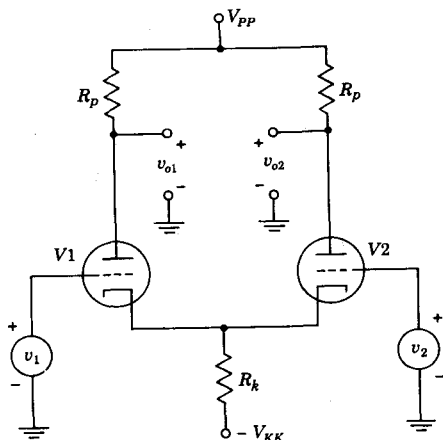 V_PP
R_p
R_p
+
v_o1
-
+
v_o2
-
V1
V2
+
v_1
-
+
v_2
-
R_k
- V_KK